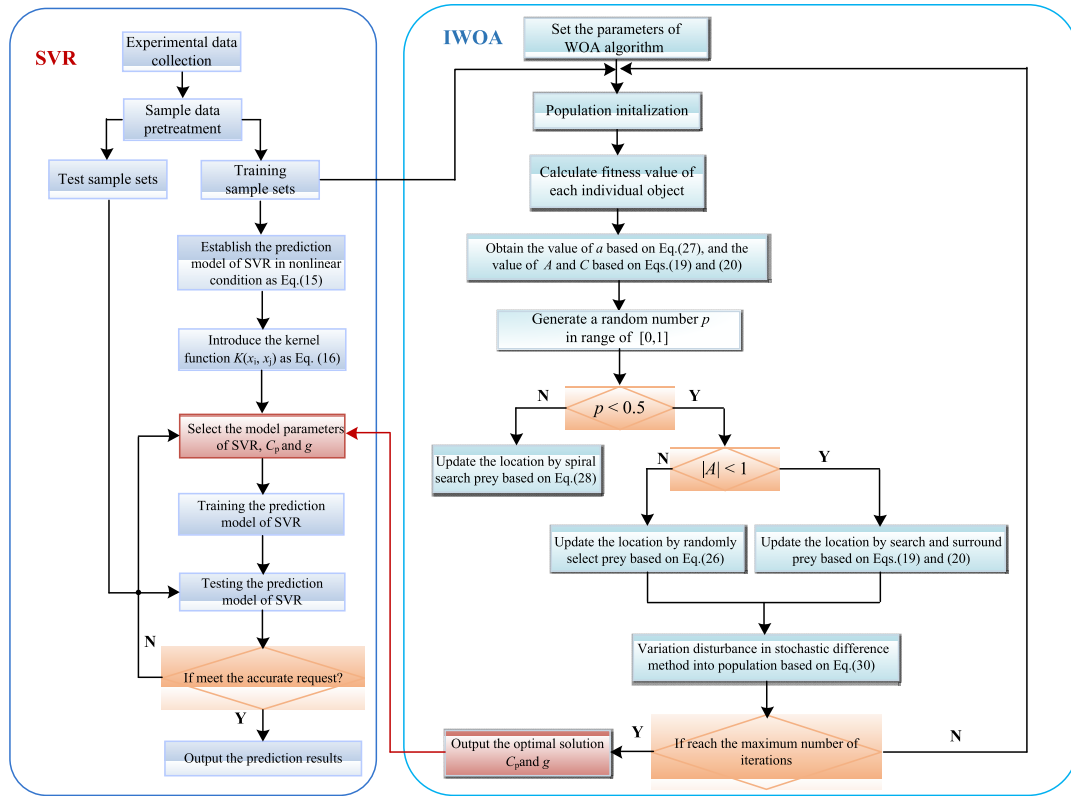 SVR
Experimental data
collection
Sample data
pretreatment
Test sample sets
Training
sample sets
Establish the prediction
model of SVR in nonlinear
condition as Eq.(15)
Introduce the kernel
function K(xi, xj) as Eq. (16)
Select the model parameters
of SVR, Cp and g
Training the prediction
model of SVR
Testing the prediction
model of SVR
N
If meet the accurate request?
Y
Output the prediction results
IWOA
Set the parameters of
WOA algorithm
Population initalization
Calculate fitness value of
each individual object
Obtain the value of a based on Eq.(27), and the
value of A and C based on Eqs.(19) and (20)
Generate a random number p
in range of [0,1]
N
p < 0.5
Y
Update the location by spiral
search prey based on Eq.(28)
N
|A| < 1
Y
Update the location by randomly
select prey based on Eq.(26)
Update the location by search and surround
prey based on Eqs.(19) and (20)
Variation disturbance in stochastic difference
method into population based on Eq.(30)
If reach the maximum number of
iterations
N
Y
Output the optimal solution
Cpand g